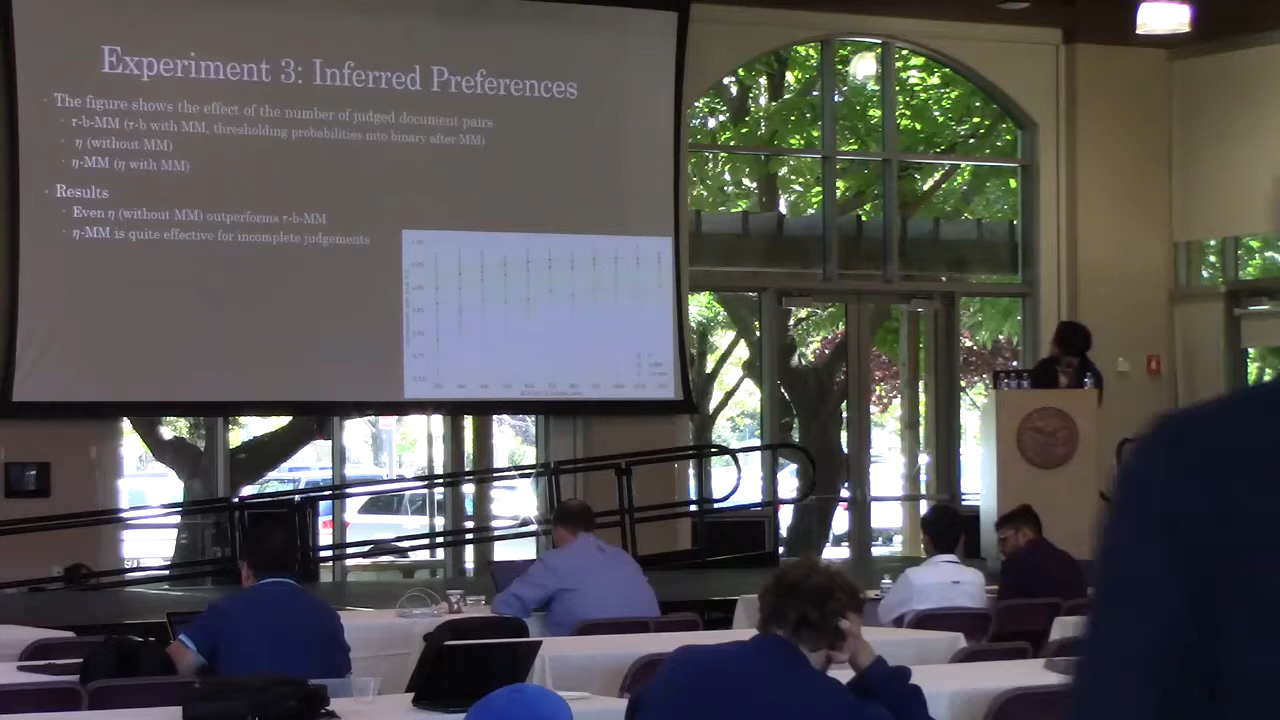 Experiment 3: Inferred Preferences
The figure shows the effect of the number of judged document pairs
τ-b-MM (τ-b with MM, thresholding probabilities into binary after MM)
η (without MM)
η-MM (η with MM)
Results
Even η (without MM) outperforms τ-b-MM
η-MM is quite effective for incomplete judgements